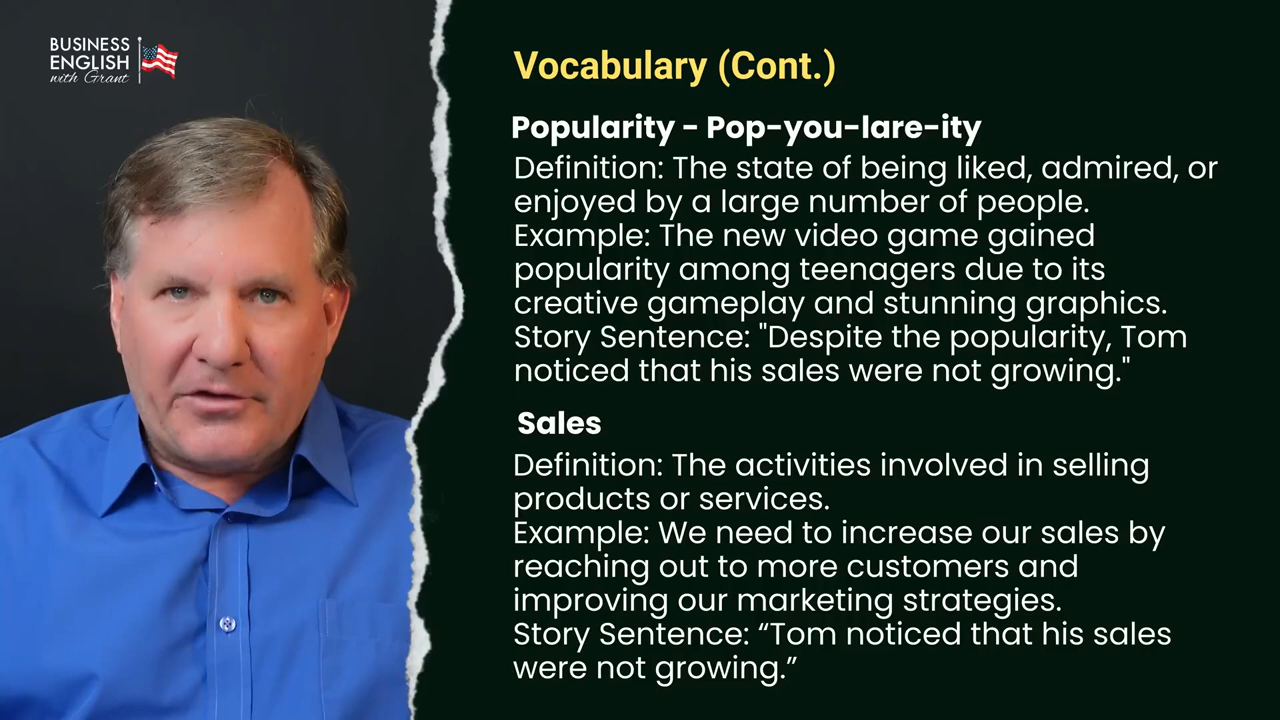 BUSINESS
ENGLISH
with Grant
Vocabulary (Cont.)
Popularity - Pop-you-lare-ity
Definition: The state of being liked, admired, or
enjoyed by a large number of people.
Example: The new video game gained
popularity among teenagers due to its
creative gameplay and stunning graphics.
Story Sentence: "Despite the popularity, Tom
noticed that his sales were not growing."
Sales
Definition: The activities involved in selling
products or services.
Example: We need to increase our sales by
reaching out to more customers and
improving our marketing strategies.
Story Sentence: “Tom noticed that his sales
were not growing.”